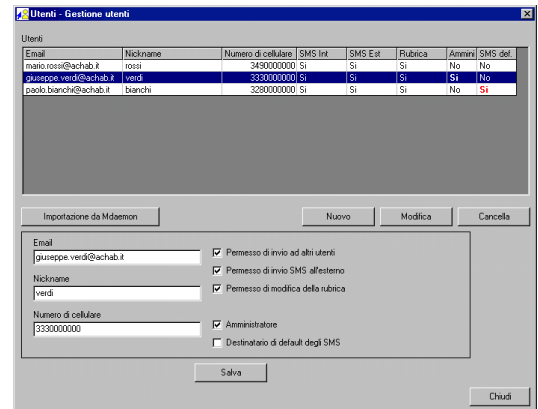 Utenti - Gestione utenti
Utenti
Email Nickname Numero di cellulare SMS Int SMS Est Rubrica Ammini SMS def.
mario.rossi@achab.it rossi 3490000000 Si Si Si No No
giuseppe.verdi@achab.it verdi 3330000000 Si Si Si Si No
paolo.bianchi@achab.it bianchi 3280000000 Si Si Si No Si
Importazione da Mdaemon Nuovo Modifica Cancella
Email
giuseppe.verdi@achab.it
Permesso di invio ad altri utenti
Permesso di invio SMS all'esterno
Nickname
verdi
Permesso di modifica della rubrica
Numero di cellulare
3330000000
Amministratore
Destinatario di default degli SMS
Salva
Chiudi